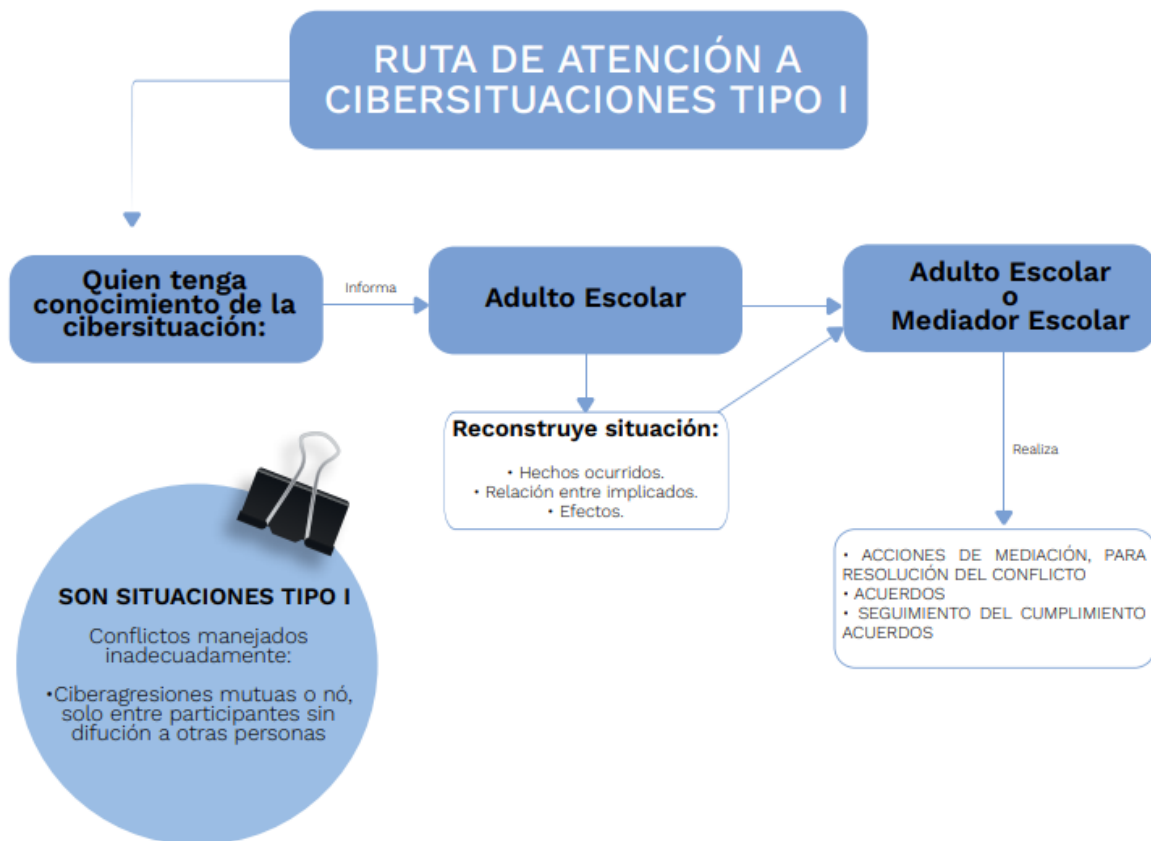 RUTA DE ATENCIÓN A
CIBERSITUACIONES TIPO I
Quien tenga
conocimiento de la
cibersituación:
Informa
Adulto Escolar
Adulto Escolar
o
Mediador Escolar
Reconstruye situación:
• Hechos ocurridos.
• Relación entre implicados.
• Efectos.
Realiza
• ACCIONES DE MEDIACIÓN, PARA
RESOLUCIÓN DEL CONFLICTO
• ACUERDOS
• SEGUIMIENTO DEL CUMPLIMIENTO
ACUERDOS
SON SITUACIONES TIPO I
Conflictos manejados
inadecuadamente:
•Ciberagresiones mutuas o nó,
solo entre participantes sin
difución a otras personas